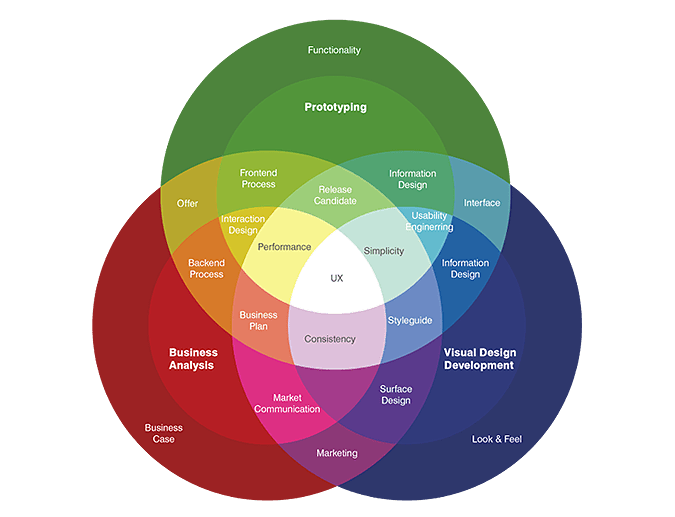 Functionality
Prototyping
Frontend
Process
Information
Design
Release
Candidate
Offer
Interface
Interaction
Design
Usability
Enginerring
Performance
Simplicity
Backend
Process
Information
Design
UX
Business
Plan
Styleguide
Consistency
Business
Analysis
Visual Design
Development
Market
Communication
Surface
Design
Business
Case
Look & Feel
Marketing